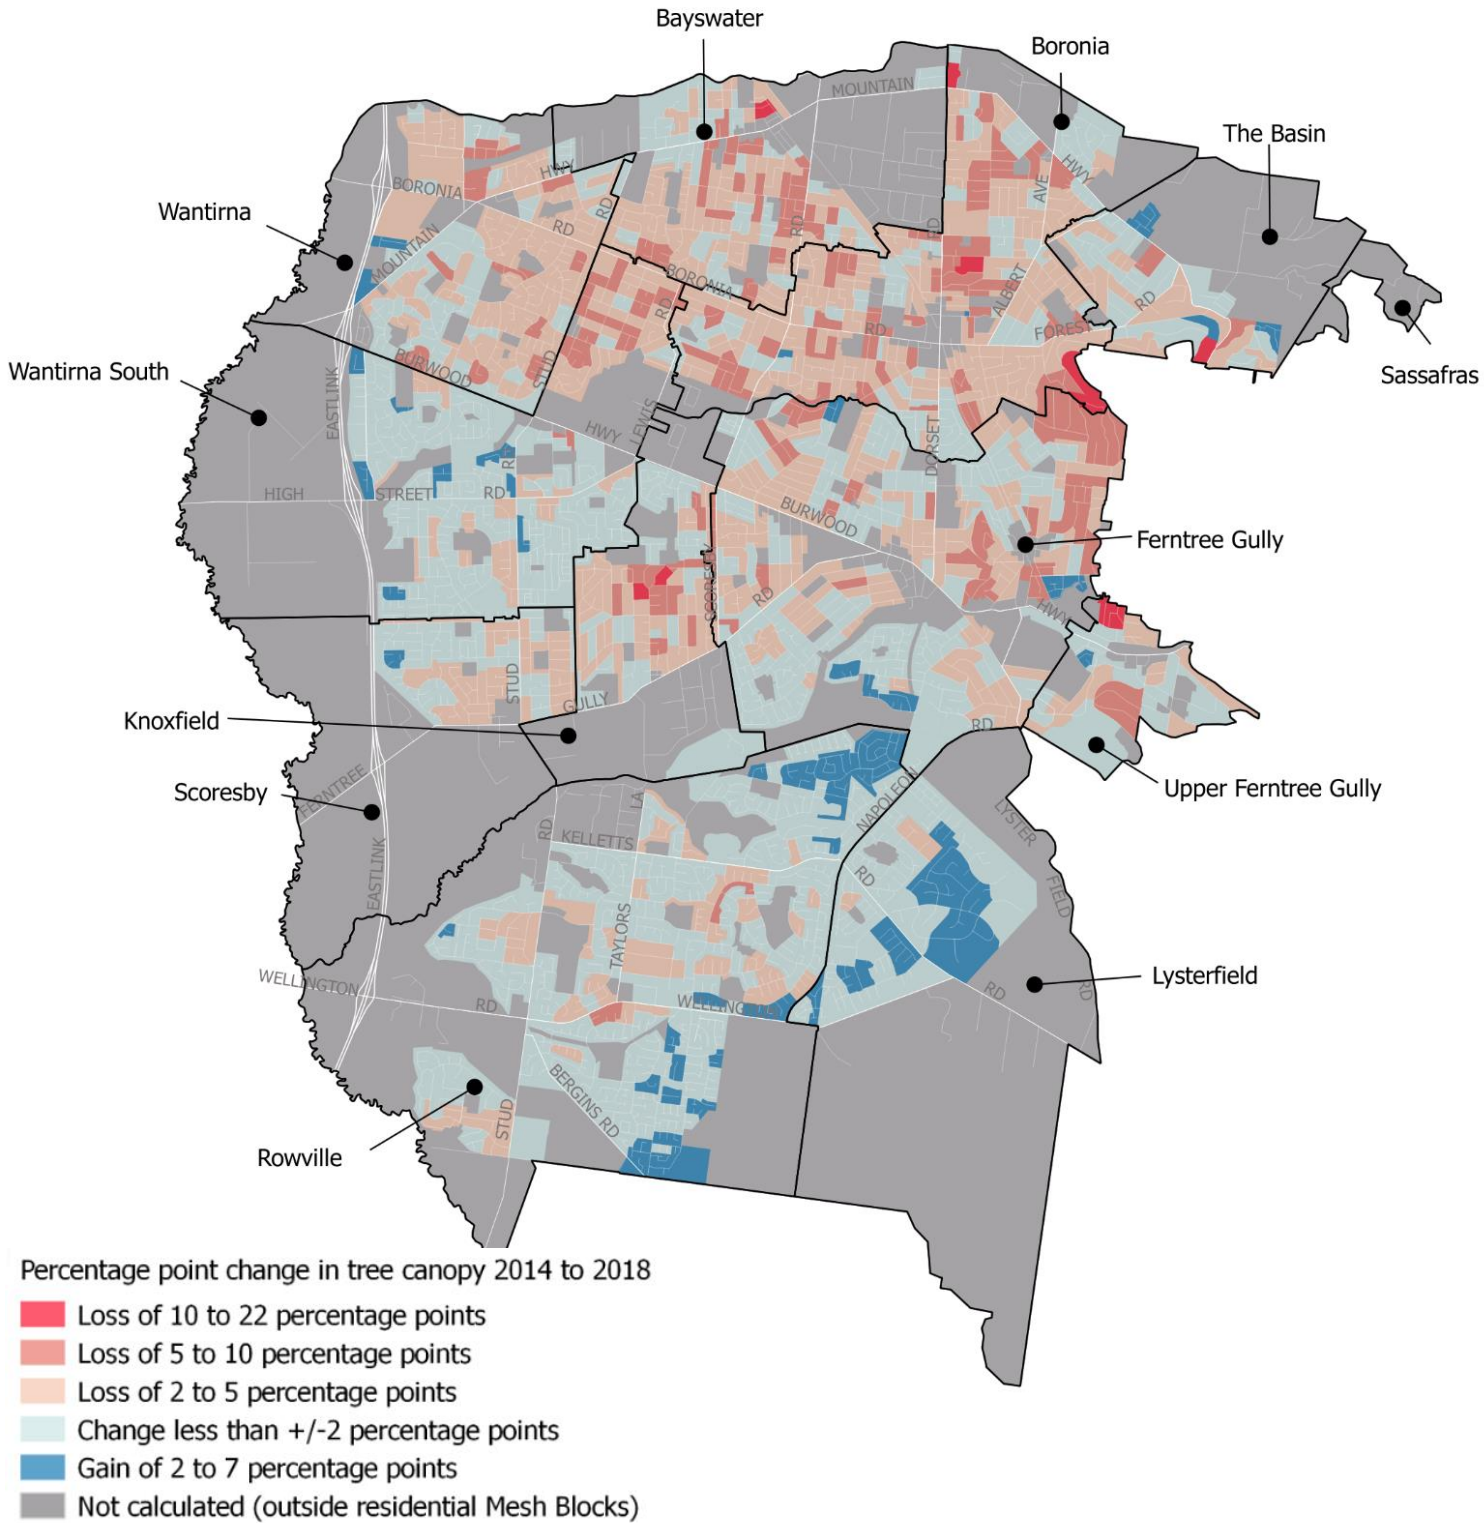 Bayswater
Boronia
The Basin
MOUNTAIN
HWY
HWY
BORONIA
AVE
RD
Wantirna
RD
RD
RD
MOUNTAIN
BORONIA
ALBERT
RD
Sassafras
RD
RD
FOREST
Wantirna South
BURWOOD
STUD
EASTLINK
HWY
LEWIS
DORSET
HIGH
STREET
RD
RD
BURWOOD
Ferntree Gully
SCORESBY
RD
HWY
STUD
GULLY
RD
Knoxfield
Scoresby
FERNTREE
Upper Ferntree Gully
LA
NAPOLEON
LYSTER
RD
KELLETTS
EASTLINK
RD
FIELD
TAYLORS
Lysterfield
WELLINGTON
RD
WELLINGTON
RD
RD
BERGINS RD
STUD
Rowville
Percentage point change in tree canopy 2014 to 2018
Loss of 10 to 22 percentage points
Loss of 5 to 10 percentage points
Loss of 2 to 5 percentage points
Change less than +/-2 percentage points
Gain of 2 to 7 percentage points
Not calculated (outside residential Mesh Blocks)